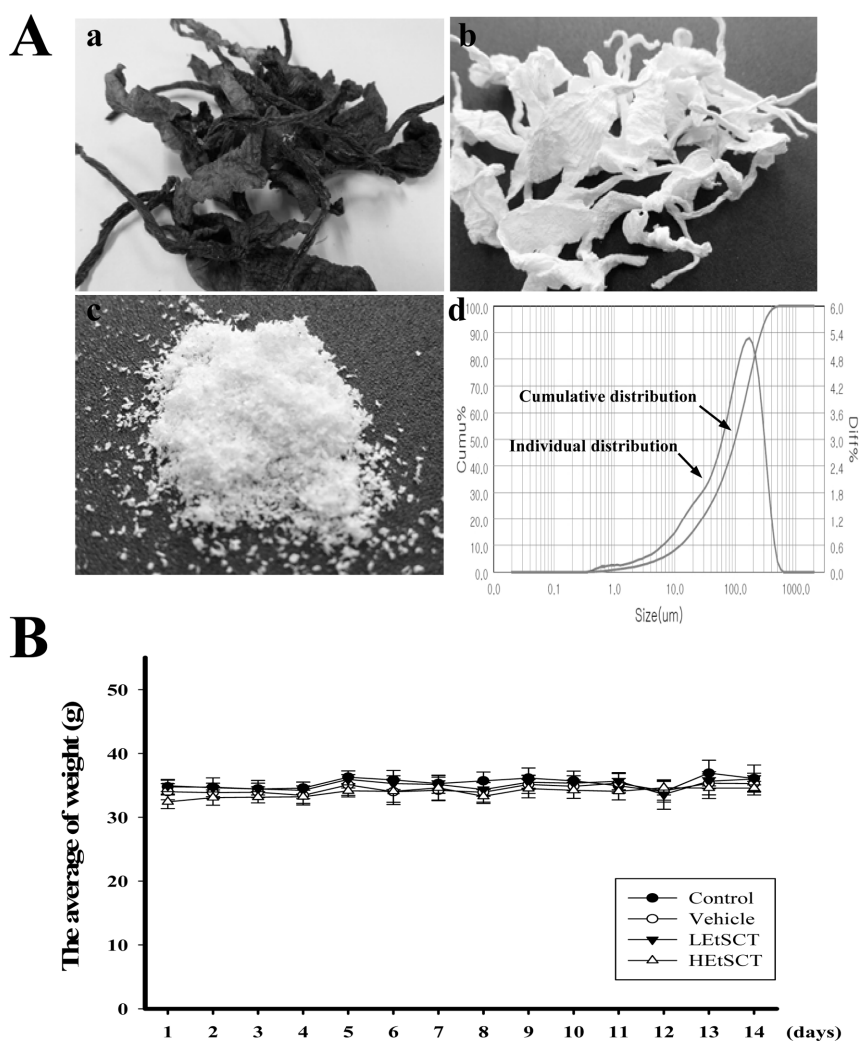 A
a
b
c
d
100.0
90.0
80.0
70.0
60.0
50.0
40.0
30.0
20.0
10.0
0.0
Cumu%
6.0
5.4
4.8
4.2
3.6
3.0
2.4
1.8
1.2
0.6
0.0
Diff%
Cumulative distribution
Individual distribution
0.0 0.1 1.0 10.0 100.0 1000.0
Size(um)
B
The average of weight (g)
50
40
30
20
10
0
Control
Vehicle
LEtSCT
HEtSCT
1 2 3 4 5 6 7 8 9 10 11 12 13 14 (days)